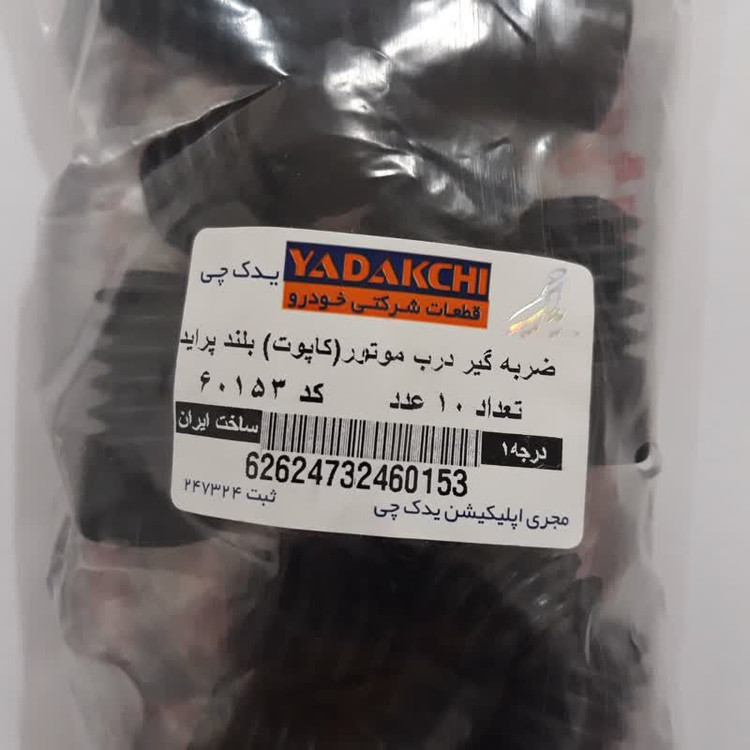 YADAKCHI یدک چی
قطعات شرکتی خودرو
ضربه گیر درب موتور(کاپوت) بلند پراید
تعداد ۱۰ عدد کد ۶۰۱۵۳
درجه۱ ساخت ایران
62624732460153
مجری اپلیکیشن یدک چی ثبت ۲۴۷۳۲۴